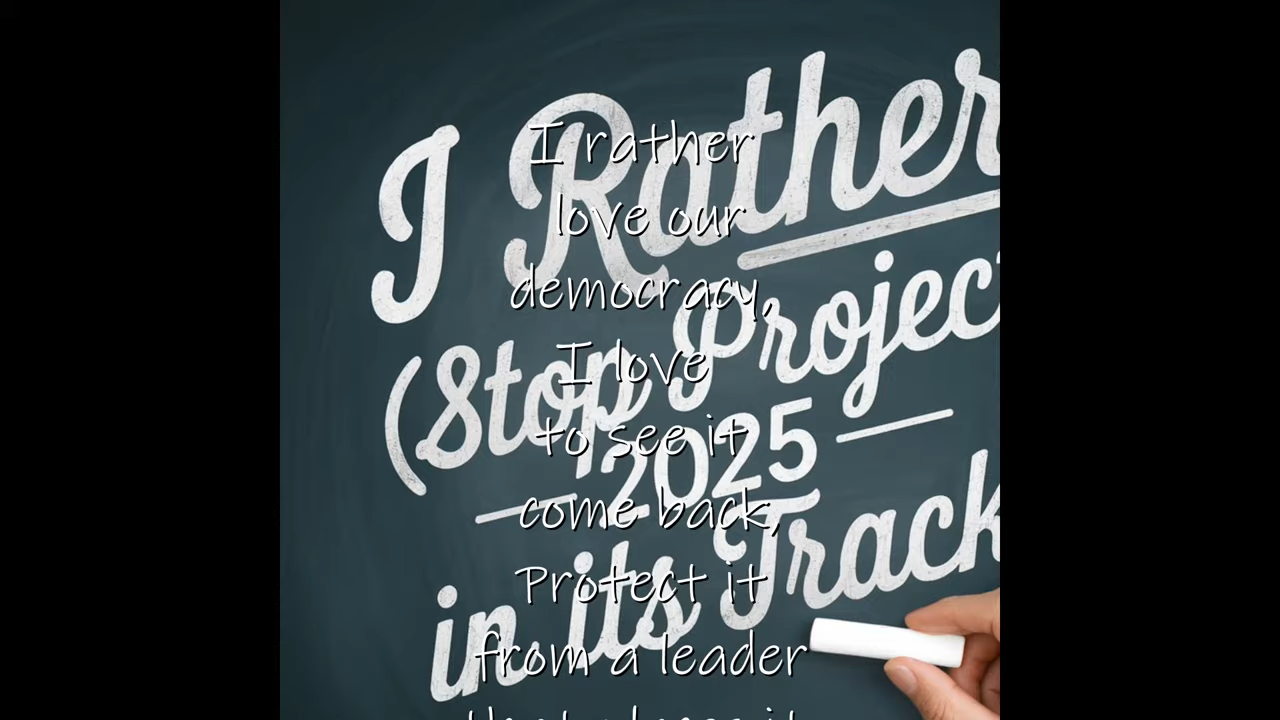 I Rather
(Stop Project
2025
in its Track
I rather
love our
democracy,
I love
to see it
come back,
Protect it
from a leader